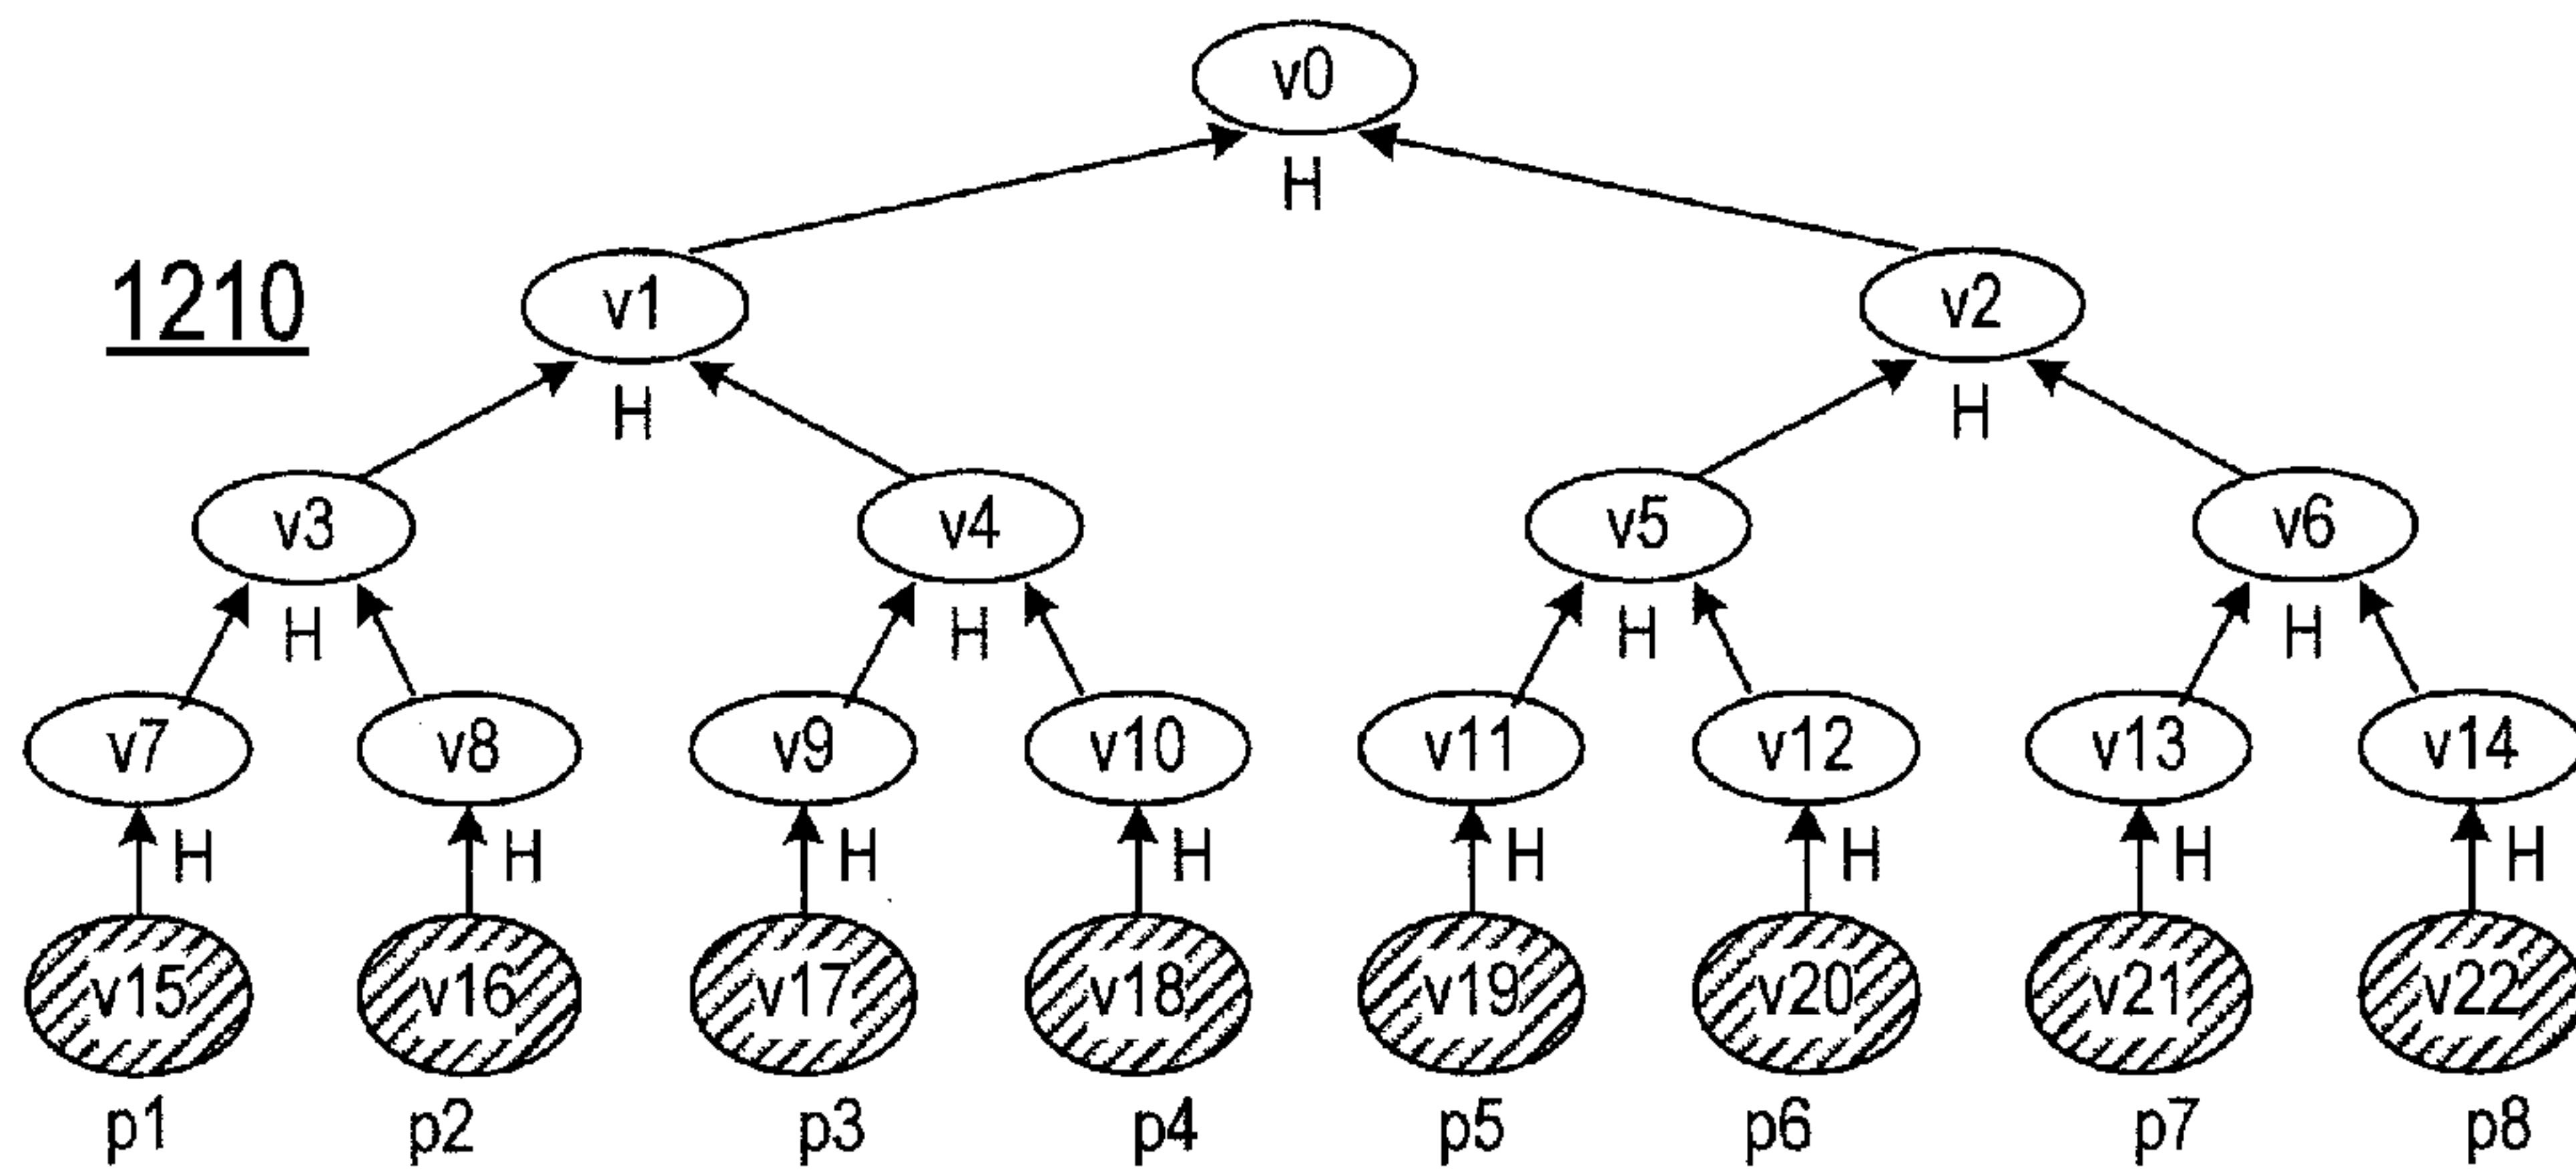 v0
H
1210
v1 v2
H H
v3 v4 v5 v6
H H H H
v7 v8 v9 v10 v11 v12 v13 v14
H H H H H H H H
v15 v16 v17 v18 v19 v20 v21 v22
p1 p2 p3 p4 p5 p6 p7 p8